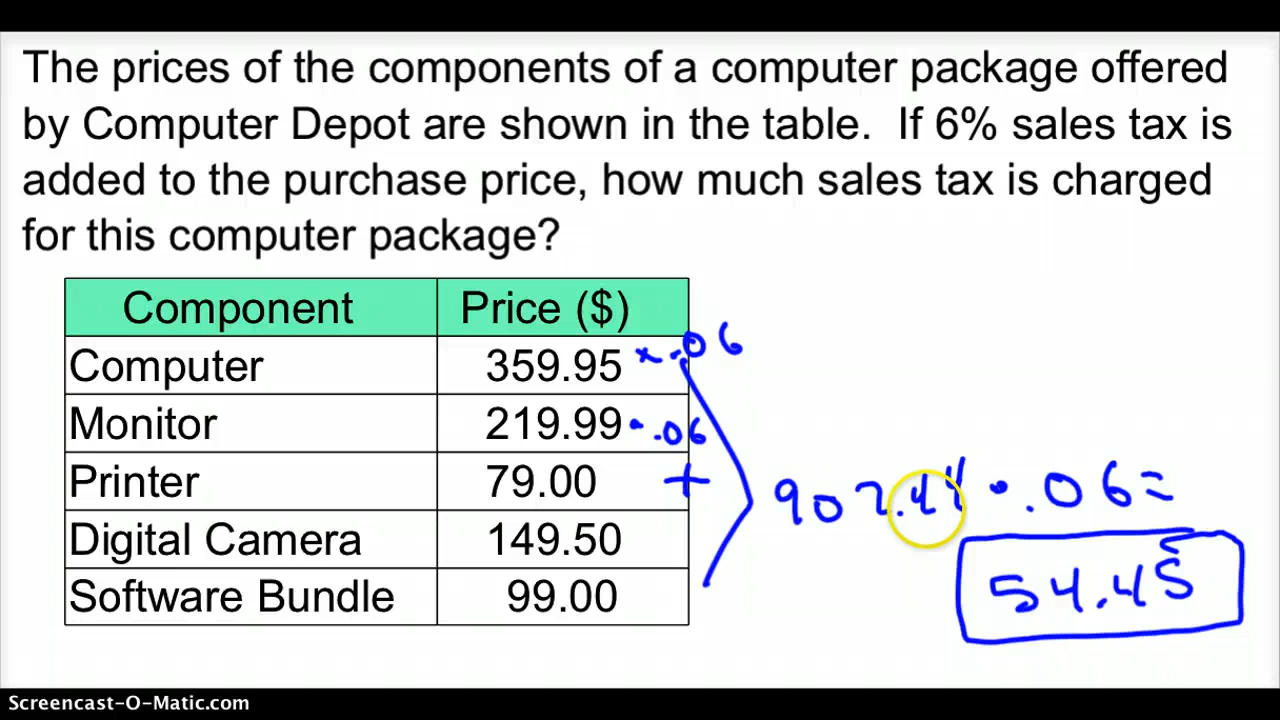 The prices of the components of a computer package offered
by Computer Depot are shown in the table. If 6% sales tax is
added to the purchase price, how much sales tax is charged
for this computer package?
Component Price ($)
Computer 359.95 × .06
Monitor 219.99 · .06
Printer 79.00 +
Digital Camera 149.50
Software Bundle 99.00
907.44 · .06 =
54.45
Screencast-O-Matic.com